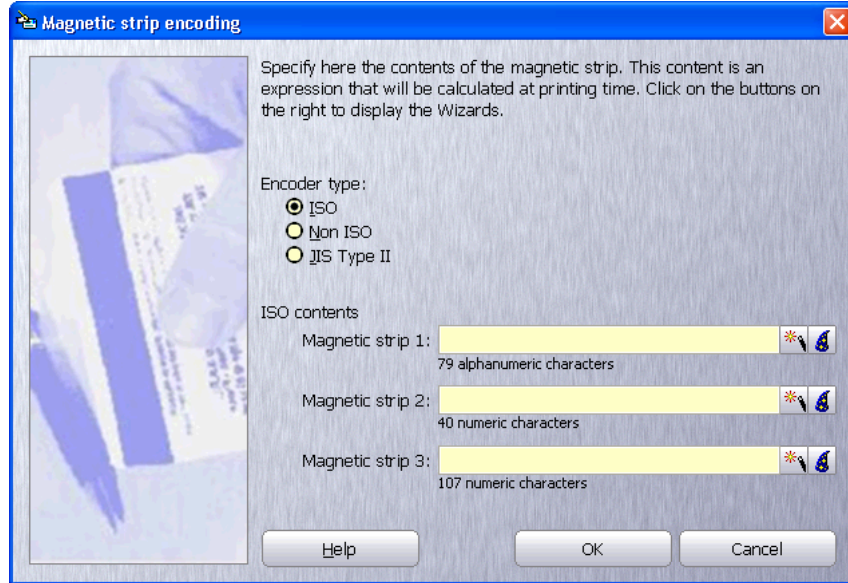 Magnetic strip encoding
Specify here the contents of the magnetic strip. This content is an
expression that will be calculated at printing time. Click on the buttons on
the right to display the Wizards.
Encoder type:
ISO
Non ISO
JIS Type II
ISO contents
Magnetic strip 1:
79 alphanumeric characters
Magnetic strip 2:
40 numeric characters
Magnetic strip 3:
107 numeric characters
Help OK Cancel